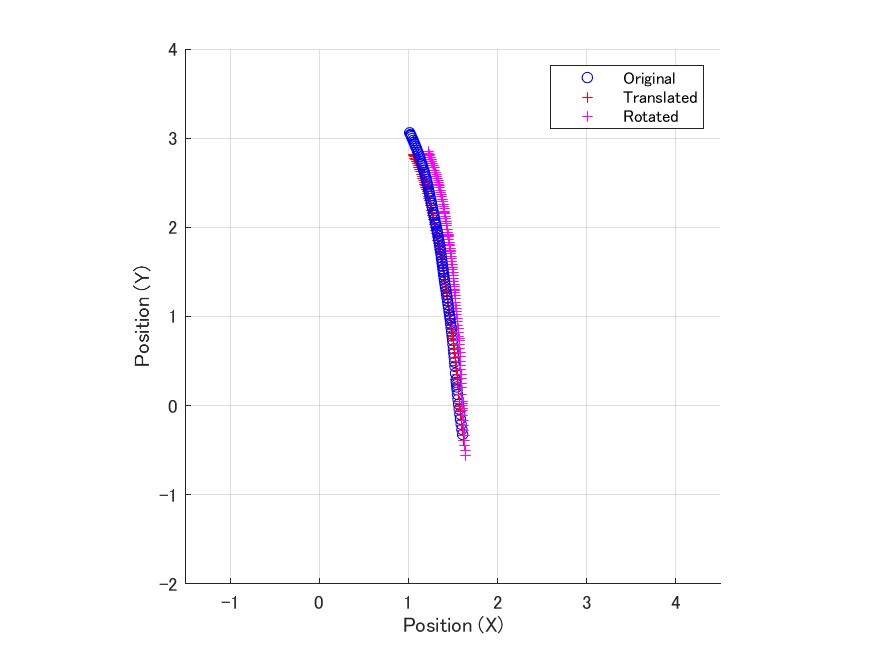 4
3
2
1
0
−1
−2
Position (Y)
Original
Translated
Rotated
−1 0 1 2 3 4
Position (X)